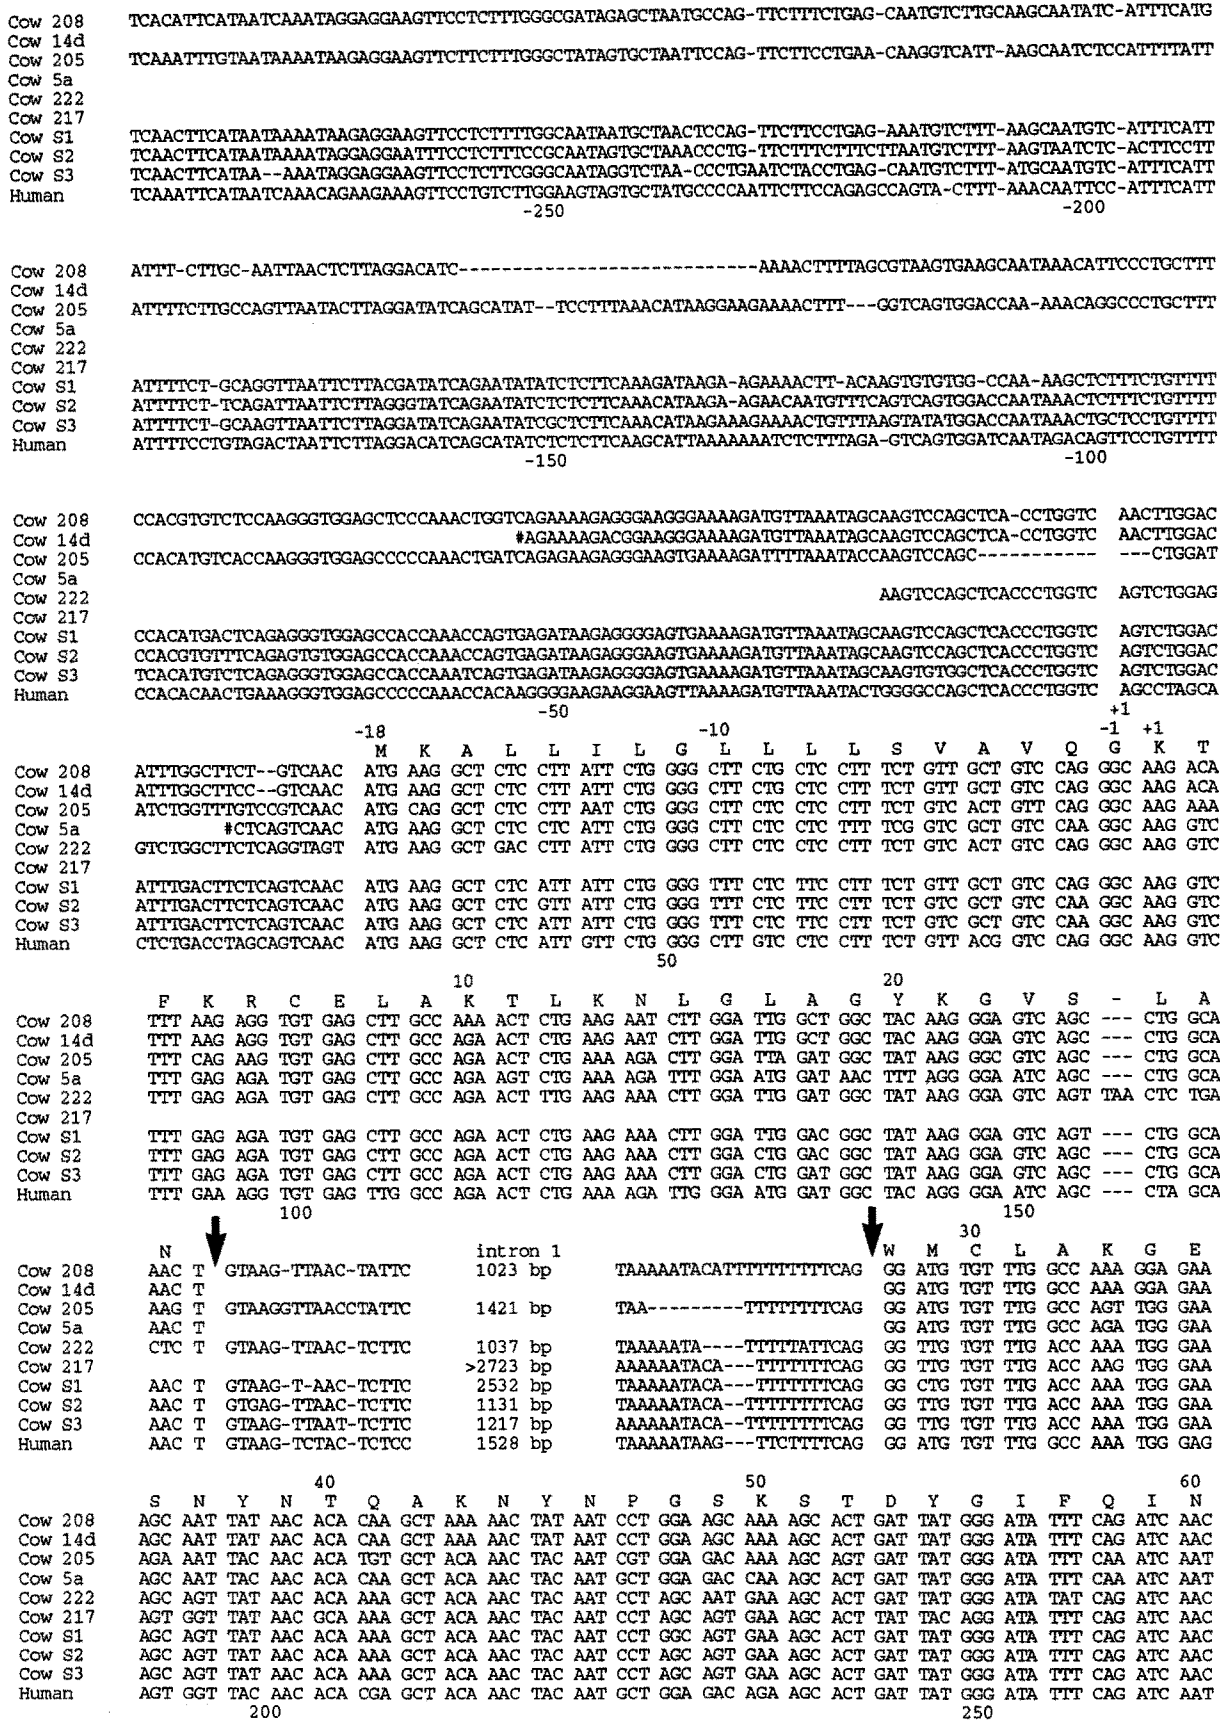 Cow 208 TCACATTCATAATCAAATAGGAGGAAGTTCCTCTTTGGGCGATAGAGCTAATGCCAG-TTCTTTCTGAG-CAATGTCTTGCAAGCAATATC-ATTTCATG
Cow 14d
Cow 205 TCAAATTTGTAATAAAATAAGAGGAAGTTCTTCTTTGGGCTATAGTGCTAATTCCAG-TTCTTCCTGAA-CAAGGTCATT-AAGCAATCTCCATTTTATT
Cow 5a
Cow 222
Cow 217
Cow S1 TCAACTTCATAATAAAATAAGAGGAAGTTCCTCTTTTGGCAATAATGCTAACTCCAG-TTCTTCCTGAG-AAATGTCTTT-AAGCAATGTC-ATTTCATT
Cow S2 TCAACTTCATAATAAAATAGGAGGAATTTCCTCTTTCCGCAATAGTGCTAAACCCTG-TTCTTTCTTTCTTAATGTCTTT-AAGTAATCTC-ACTTCCTT
Cow S3 TCAACTTCATAA--AAATAGGAGGAAGTTCCTCTTCGGGCAATAGGTCTAA-CCCTGAATCTACCTGAG-CAATGTCTTT-ATGCAATGTC-ATTTCATT
Human TCAAATTCATAATCAAACAGAAGAAAGTTCCTGTCTTGGAAGTAGTGCTATGCCCCAATTCTTCCAGAGCCAGTA-CTTT-AAACAATTCC-ATTTCATT
-250 -200
Cow 208 ATTT-CTTGC-AATTAACTCTTAGGACATC----------------------------AAAACTTTTAGCGTAAGTGAAGCAATAAACATTCCCTGCTTT
Cow 14d
Cow 205 ATTTTCTTGCCAGTTAATACTTAGGATATCAGCATAT--TCCTTTAAACATAAGGAAGAAAACTTT---GGTCAGTGGACCAA-AAACAGGCCCTGCTTT
Cow 5a
Cow 222
Cow 217
Cow S1 ATTTTCT-GCAGGTTAATTCTTACGATATCAGAATATATCTCTTCAAAGATAAGA-AGAAAACTT-ACAAGTGTGTGG-CCAA-AAGCTCTTTCTGTTTT
Cow S2 ATTTTCT-TCAGATTAATTCTTAGGGTATCAGAATATCTCTCTTCAAACATAAGA-AGAACAATGTTTCAGTCAGTGGACCAATAAACTCTTTCTGTTTT
Cow S3 ATTTTCT-GCAAGTTAATTCTTAGGATATCAGAATATCGCTCTTCAAACATAAGAAAGAAAACTGTTTAAGTATATGGACCAATAAACTGCTCCTGTTTT
Human ATTTTCCTGTAGACTAATTCTTAGGACATCAGCATATCTCTCTTCAAGCATTAAAAAAATCTCTTTAGA-GTCAGTGGATCAATAGACAGTTCCTGTTTT
-150 -100
Cow 208 CCACGTGTCTCCAAGGGTGGAGCTCCCAAACTGGTCAGAAAAGAGGGAAGGGAAAAGATGTTAAATAGCAAGTCCAGCTCA-CCTGGTC AACTTGGAC
Cow 14d #AGAAAAGACGGAAGGGAAAAGATGTTAAATAGCAAGTCCAGCTCA-CCTGGTC AACTTGGAC
Cow 205 CCACATGTCACCAAGGGTGGAGCCCCCAAACTGATCAGAGAAGAGGGAAGTGAAAAGATTTTAAATACCAAGTCCAGC----------- ---CTGGAT
Cow 5a
Cow 222 AAGTCCAGCTCACCCTGGTC AGTCTGGAG
Cow 217
Cow S1 CCACATGACTCAGAGGGTGGAGCCACCAAACCAGTGAGATAAGAGGGGAGTGAAAAGATGTTAAATAGCAAGTCCAGCTCACCCTGGTC AGTCTGGAC
Cow S2 CCACGTGTTTCAGAGTGTGGAGCCACCAAACCAGTGAGATAAGAGGGAAGTGAAAAGATGTTAAATAGCAAGTCCAGCTCACCCTGGTC AGTCTGGAC
Cow S3 TCACATGTCTCAGAGGGTGGAGCCACCAAATCAGTGAGATAAGAGGGGAGTGAAAAGATGTTAAATAGCAAGTGTGGCTCACCCTGGTC AGTCTGGAC
Human CCACACAACTGAAAGGGTGGAGCCCCCAAACCACAAGGGGAAGAAGGAAGTTAAAAGATGTTAAATACTGGGGCCAGCTCACCCTGGTC AGCCTAGCA
-50 +1
-18 -10 -1 +1
M K A L L I L G L L L L S V A V Q G K T
Cow 208 ATTTGGCTTCT--GTCAAC ATG AAG GCT CTC CTT ATT CTG GGG CTT CTG CTC CTT TCT GTT GCT GTC CAG GGC AAG ACA
Cow 14d ATTTGGCTTCC--GTCAAC ATG AAG GCT CTC CTT ATT CTG GGG CTT CTG CTC CTT TCT GTT GCT GTC CAG GGC AAG ACA
Cow 205 ATCTGGTTTGTCCGTCAAC ATG CAG GCT CTC CTT AAT CTG GGG CTT CTC CTC CTT TCT GTC ACT GTT CAG GGC AAG AAA
Cow 5a #CTCAGTCAAC ATG AAG GCT CTC CTC ATT CTG GGG CTT CTC CTC TTT TCG GTC GCT GTC CAA GGC AAG GTC
Cow 222 GTCTGGCTTCTCAGGTAGT ATG AAG GCT GAC CTT ATT CTG GGG CTT CTC CTC CTT TCT GTC ACT GTC CAG GGC AAG GTC
Cow 217
Cow S1 ATTTGACTTCTCAGTCAAC ATG AAG GCT CTC ATT ATT CTG GGG TTT CTC TTC CTT TCT GTT GCT GTC CAG GGC AAG GTC
Cow S2 ATTTGACTTCTCAGTCAAC ATG AAG GCT CTC GTT ATT CTG GGG TTT CTC TTC CTT TCT GTC GCT GTC CAA GGC AAG GTC
Cow S3 ATTTGACTTCTCAGTCAAC ATG AAG GCT CTC ATT ATT CTG GGG TTT CTC TTC CTT TCT GTC GCT GTC CAA GGC AAG GTC
Human CTCTGACCTAGCAGTCAAC ATG AAG GCT CTC ATT GTT CTG GGG CTT GTC CTC CTT TCT GTT ACG GTC CAG GGC AAG GTC
50
10 20
F K R C E L A K T L K N L G L A G Y K G V S - L A
Cow 208 TTT AAG AGG TGT GAG CTT GCC AAA ACT CTG AAG AAT CTT GGA TTG GCT GGC TAC AAG GGA GTC AGC --- CTG GCA
Cow 14d TTT AAG AGG TGT GAG CTT GCC AGA ACT CTG AAG AAT CTT GGA TTG GCT GGC TAC AAG GGA GTC AGC --- CTG GCA
Cow 205 TTT CAG AAG TGT GAG CTT GCC AGA ACT CTG AAA AGA CTT GGA TTA GAT GGC TAT AAG GGC GTC AGC --- CTG GCA
Cow 5a TTT GAG AGA TGT GAG CTT GCC AGA AGT CTG AAA AGA TTT GGA ATG GAT AAC TTT AGG GGA ATC AGC --- CTG GCA
Cow 222 TTT GAG AGA TGT GAG CTT GCC AGA ACT TTG AAG AAA CTT GGA TTG GAT GGC TAT AAG GGA GTC AGT TAA CTC TGA
Cow 217
Cow S1 TTT GAG AGA TGT GAG CTT GCC AGA ACT CTG AAG AAA CTT GGA TTG GAC GGC TAT AAG GGA GTC AGT --- CTG GCA
Cow S2 TTT GAG AGA TGT GAG CTT GCC AGA ACT CTG AAG AAA CTT GGA CTG GAC GGC TAT AAG GGA GTC AGC --- CTG GCA
Cow S3 TTT GAG AGA TGT GAG CTT GCC AGA ACT CTG AAG AAA CTT GGA CTG GAT GGC TAT AAG GGA GTC AGC --- CTG GCA
Human TTT GAA AGG TGT GAG TTG GCC AGA ACT CTG AAA AGA TTG GGA ATG GAT GGC TAC AGG GGA ATC AGC --- CTA GCA
100 150
30
N intron 1 W M C L A K G E
Cow 208 AAC T GTAAG-TTAAC-TATTC 1023 bp TAAAAATACATTTTTTTTTTCAG GG ATG TGT TTG GCC AAA GGA GAA
Cow 14d AAC T GG ATG TGT TTG GCC AAA GGA GAA
Cow 205 AAG T GTAAGGTTAACCTATTC 1421 bp TAA---------TTTTTTTTCAG GG ATG TGT TTG GCC AGT TGG GAA
Cow 5a AAC T GG ATG TGT TTG GCC AGA TGG GAA
Cow 222 CTC T GTAAG-TTAAC-TCTTC 1037 bp TAAAAATA----TTTTTATTCAG GG TTG TGT TTG ACC AAA TGG GAA
Cow 217 >2723 bp AAAAAATACA---TTTTTTTCAG GG TTG TGT TTG ACC AAG TGG GAA
Cow S1 AAC T GTAAG-T-AAC-TCTTC 2532 bp TAAAAATACA---TTTTTTTCAG GG CTG TGT TTG ACC AAA TGG GAA
Cow S2 AAC T GTGAG-TTAAC-TCTTC 1131 bp TAAAAATACA---TTTTTTTCAG GG TTG TGT TTG ACC AAA TGG GAA
Cow S3 AAC T GTAAG-TTAAT-TCTTC 1217 bp AAAAAATACA---TTTTTTTCAG GG TTG TGT TTG ACC AAA TGG GAA
Human AAC T GTAAG-TCTAC-TCTCC 1528 bp TAAAAATAAG---TTCTTTTCAG GG ATG TGT TTG GCC AAA TGG GAG
40 50 60
S N Y N T Q A K N Y N P G S K S T D Y G I F Q I N
Cow 208 AGC AAT TAT AAC ACA CAA GCT AAA AAC TAT AAT CCT GGA AGC AAA AGC ACT GAT TAT GGG ATA TTT CAG ATC AAC
Cow 14d AGC AAT TAT AAC ACA CAA GCT AAA AAC TAT AAT CCT GGA AGC AAA AGC ACT GAT TAT GGG ATA TTT CAG ATC AAC
Cow 205 AGA AAT TAC AAC ACA TGT GCT ACA AAC TAC AAT CGT GGA GAC AAA AGC AGT GAT TAT GGG ATA TTT CAA ATC AAT
Cow 5a AGC AAT TAC AAC ACA CAA GCT ACA AAC TAC AAT GCT GGA GAC CAA AGC ACT GAT TAT GGG ATA TTT CAA ATC AAT
Cow 222 AGC AGT TAT AAC ACA AAA GCT ACA AAC TAC AAT CCT AGC AAT GAA AGC ACT GAT TAT GGG ATA TAT CAG ATC AAC
Cow 217 AGT GGT TAT AAC GCA AAA GCT ACA AAC TAC AAT CCT AGC AGT GAA AGC ACT TAT TAC AGG ATA TTT CAG ATC AAC
Cow S1 AGC AGT TAT AAC ACA AAA GCT ACA AAC TAC AAT CCT GGC AGT GAA AGC ACT GAT TAT GGG ATA TTT CAG ATC AAC
Cow S2 AGC AGT TAT AAC ACA AAA GCT ACA AAC TAC AAT CCT AGC AGT GAA AGC ACT GAT TAT GGG ATA TTT CAG ATC AAC
Cow S3 AGC AGT TAT AAC ACA AAA GCT ACA AAC TAC AAT CCT AGC AGT GAA AGC ACT GAT TAT GGG ATA TTT CAG ATC AAC
Human AGT GGT TAC AAC ACA CGA GCT ACA AAC TAC AAT GCT GGA GAC AGA AGC ACT GAT TAT GGG ATA TTT CAG ATC AAT
200 250